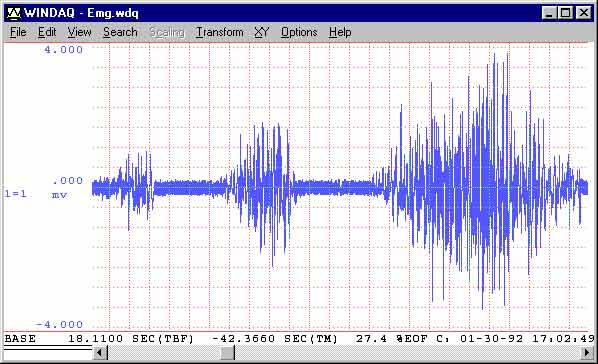 WINDAQ - Emg.wdq
File Edit View Search Scaling Transform XY Options Help
4.000
.000
1=1 mv
-4.000
BASE 18.1100 SEC(TBF) -42.3660 SEC(TM) 27.4 %EOF C; 01-30-92 17:02:49